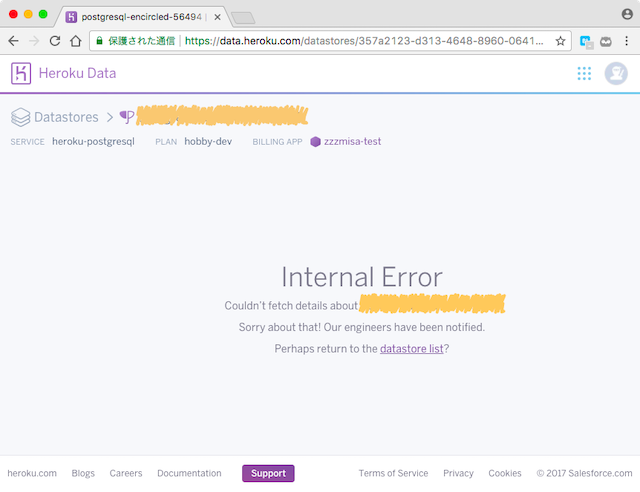 postgresql-encircled-56494 |
保護された通信 | https://data.heroku.com/datastores/357a2123-d313-4648-8960-0641...
Heroku Data
Datastores >
SERVICE heroku-postgresql PLAN hobby-dev BILLING APP zzzmisa-test
Internal Error
Couldn't fetch details about
Sorry about that! Our engineers have been notified.
Perhaps return to the datastore list?
heroku.com Blogs Careers Documentation Support Terms of Service Privacy Cookies © 2017 Salesforce.com